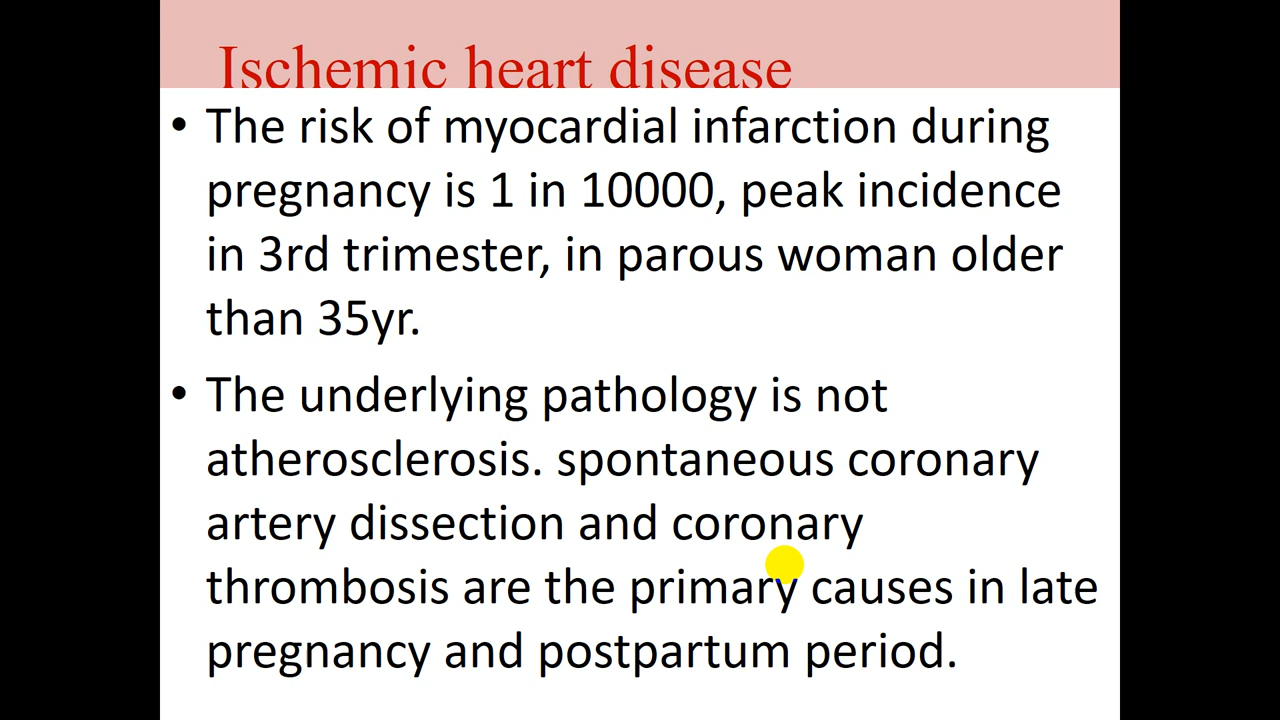 Ischemic heart disease
• The risk of myocardial infarction during
pregnancy is 1 in 10000, peak incidence
in 3rd trimester, in parous woman older
than 35yr.
• The underlying pathology is not
atherosclerosis. spontaneous coronary
artery dissection and coronary
thrombosis are the primary causes in late
pregnancy and postpartum period.